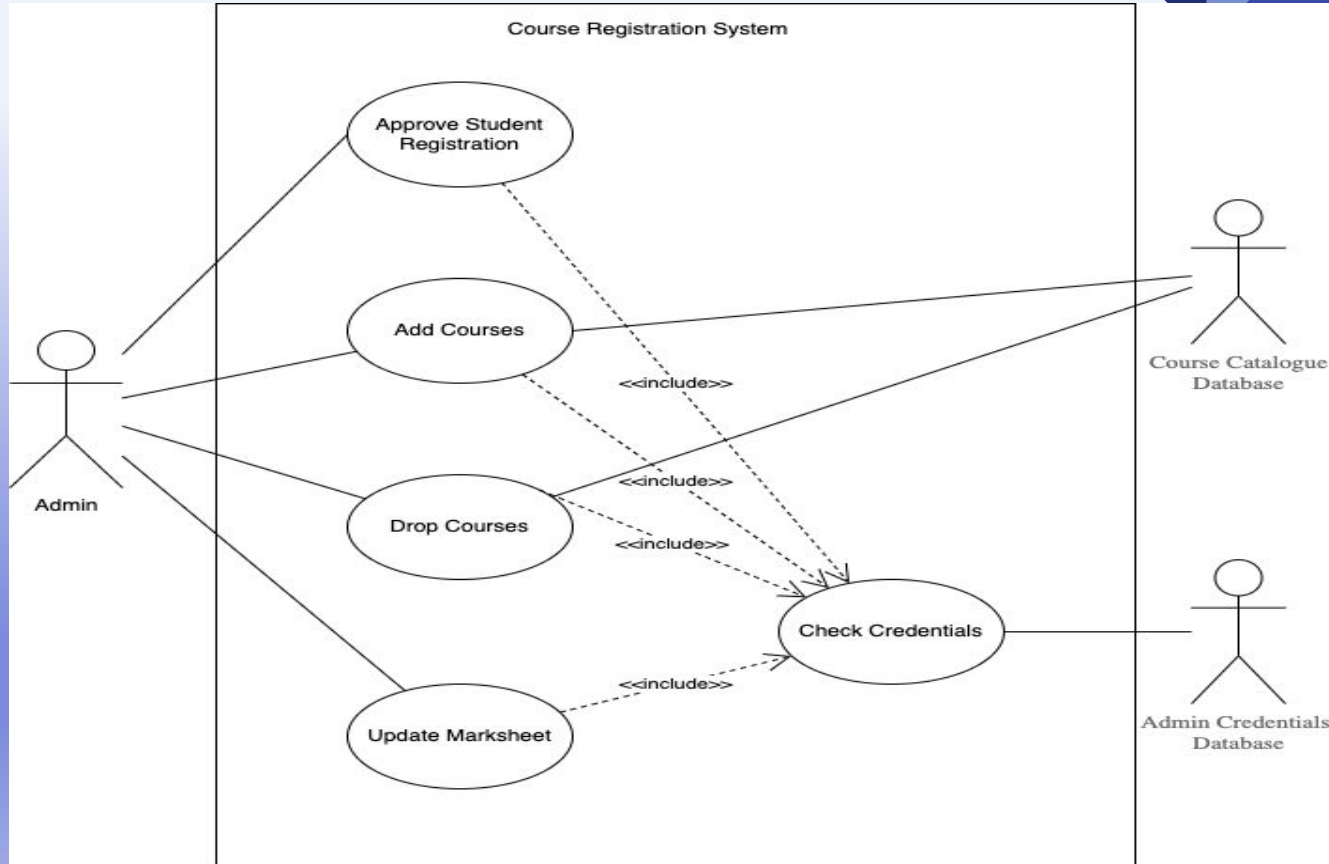 Course Registration System
Approve Student
Registration
Add Courses
<<include>>
Course Catalogue
Database
Admin
<<include>>
Drop Courses
<<include>>
Check Credentials
<<include>>
Update Marksheet
Admin Credentials
Database